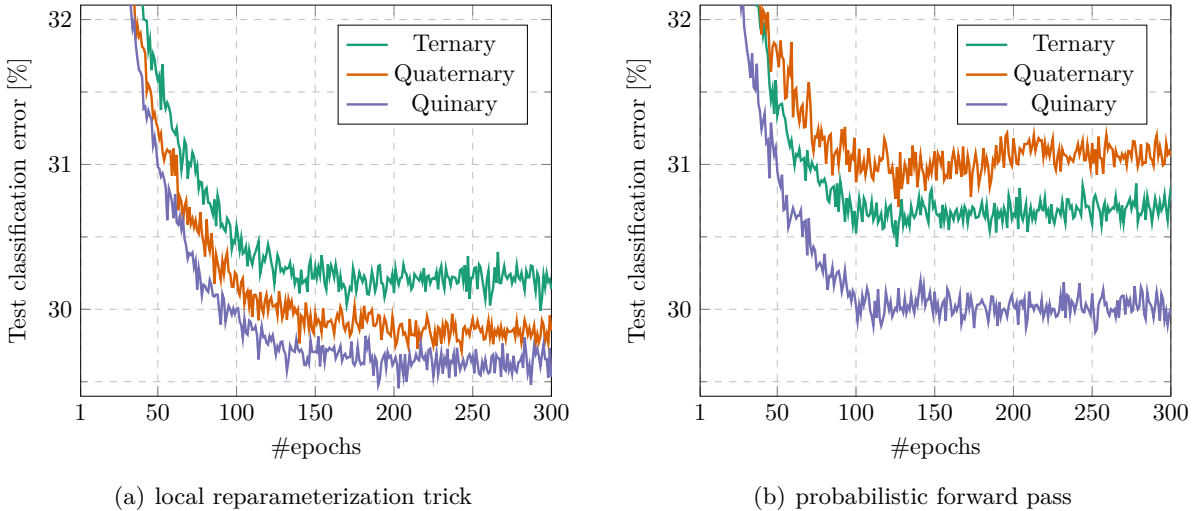 32
31
30
Test classification error [%]
Ternary
Quaternary
Quinary
1 50 100 150 200 250 300
#epochs
(a) local reparameterization trick
32
31
30
Test classification error [%]
Ternary
Quaternary
Quinary
1 50 100 150 200 250 300
#epochs
(b) probabilistic forward pass